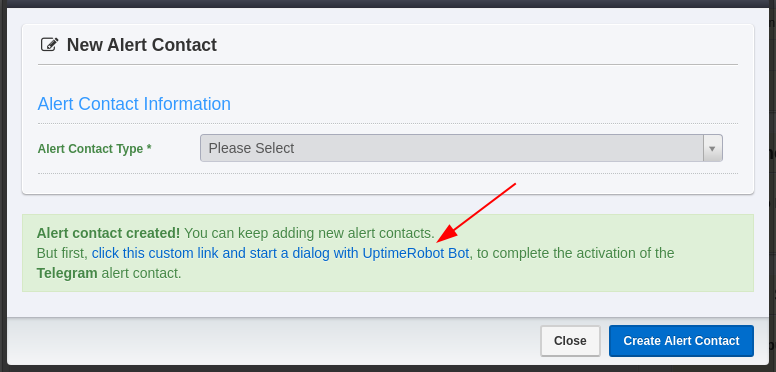 New Alert Contact
Alert Contact Information
Alert Contact Type * Please Select
Alert contact created! You can keep adding new alert contacts.
But first, click this custom link and start a dialog with UptimeRobot Bot, to complete the activation of the
Telegram alert contact.
Close Create Alert Contact